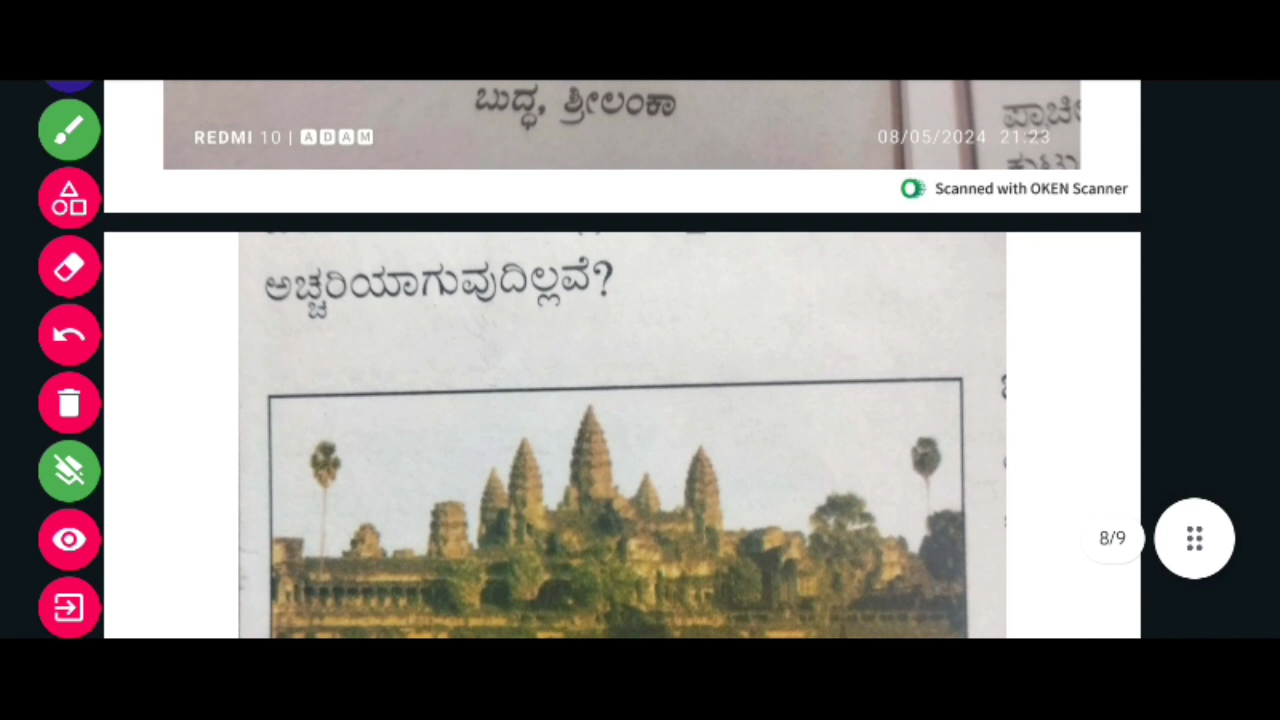 ಬುದ್ಧ, ಶ್ರೀಲಂಕಾ
REDMI 10 | ADAM
08/05/2024 21:23
Scanned with OKEN Scanner
ಅಚ್ಚರಿಯಾಗುವುದಿಲ್ಲವೆ?
8/9